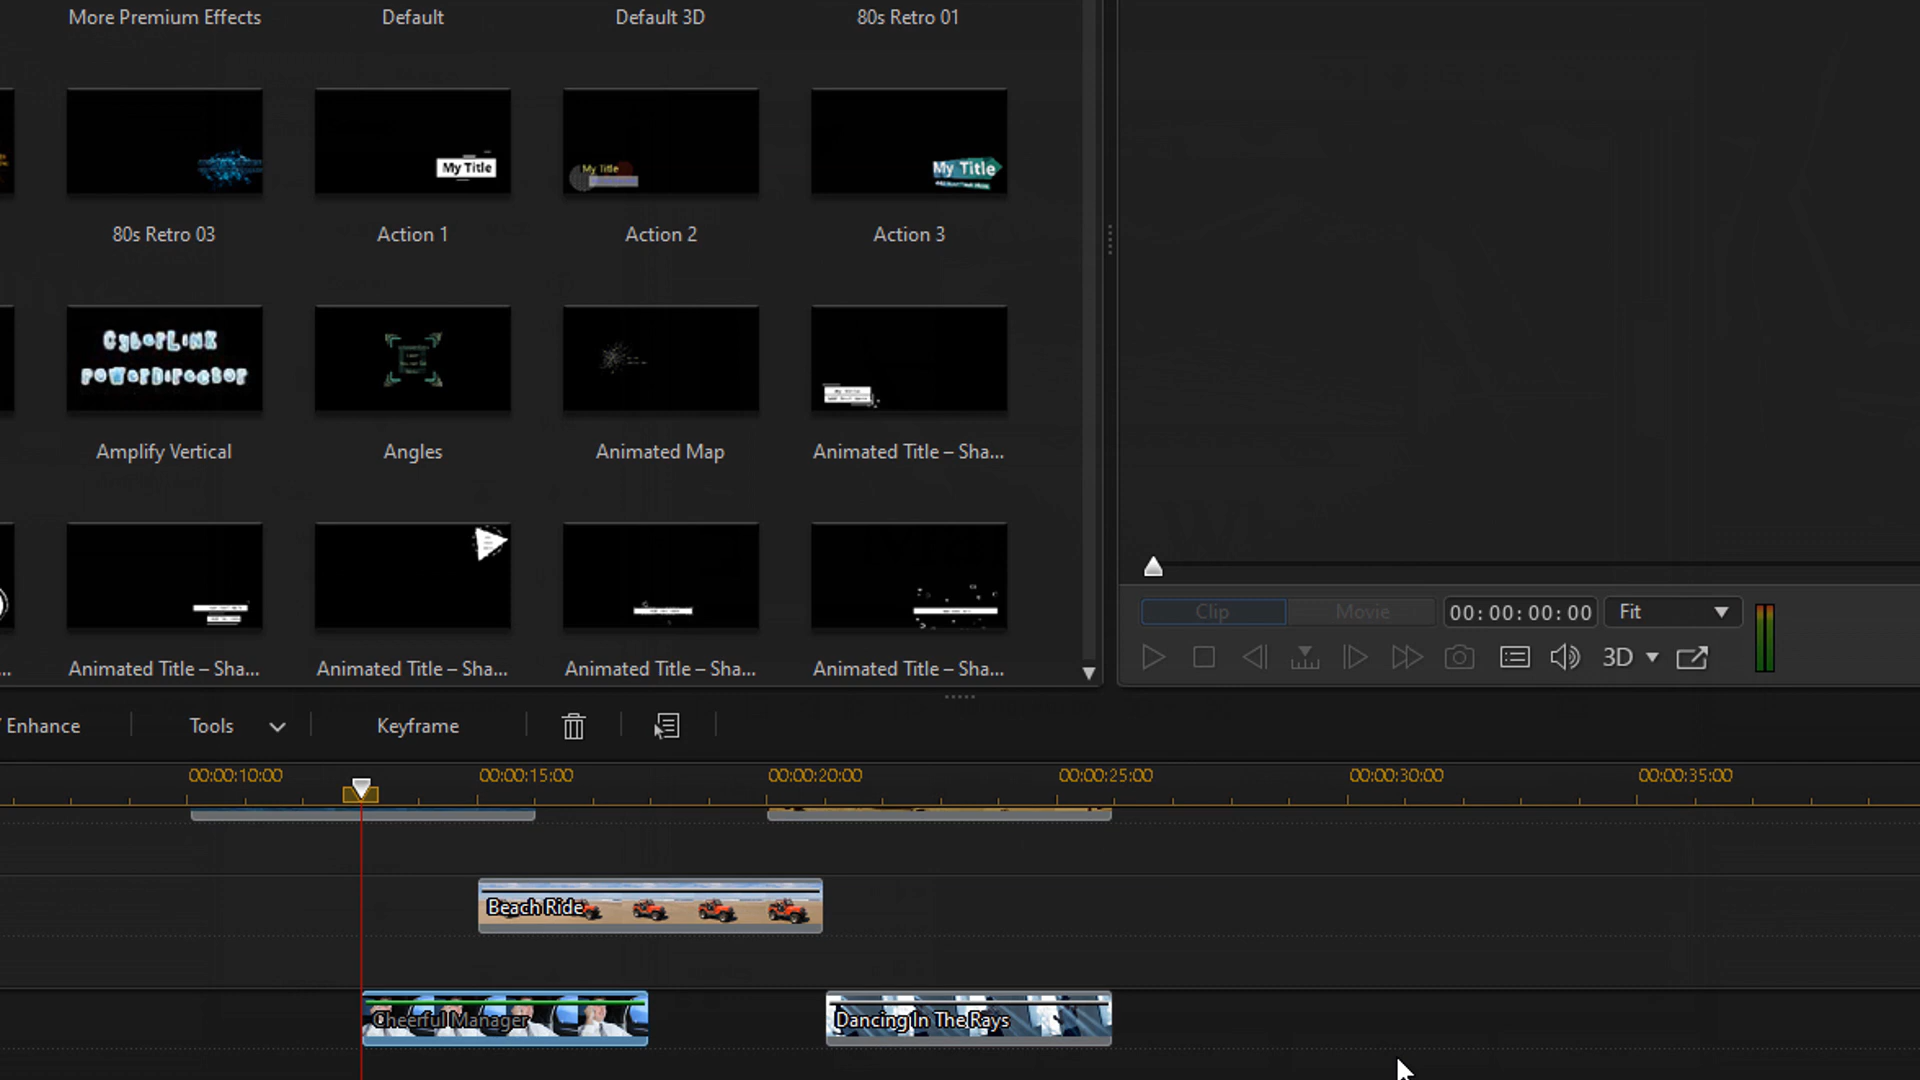 More Premium Effects
Default
Default 3D
80s Retro 01
My Title
My Title
My Title
80s Retro 03
Action 1
Action 2
Action 3
CyberLink
PowerDirector
Amplify Vertical
Angles
Animated Map
Animated Title – Sha...
...
Animated Title – Sha...
Animated Title – Sha...
Animated Title – Sha...
Animated Title – Sha...
Clip
Movie
00:00:00:00
Fit
3D
/ Enhance
Tools
Keyframe
00:00:10:00
00:00:15:00
00:00:20:00
00:00:25:00
00:00:30:00
00:00:35:00
Beach Ride
Cheerful Manager
Dancing In The Rays